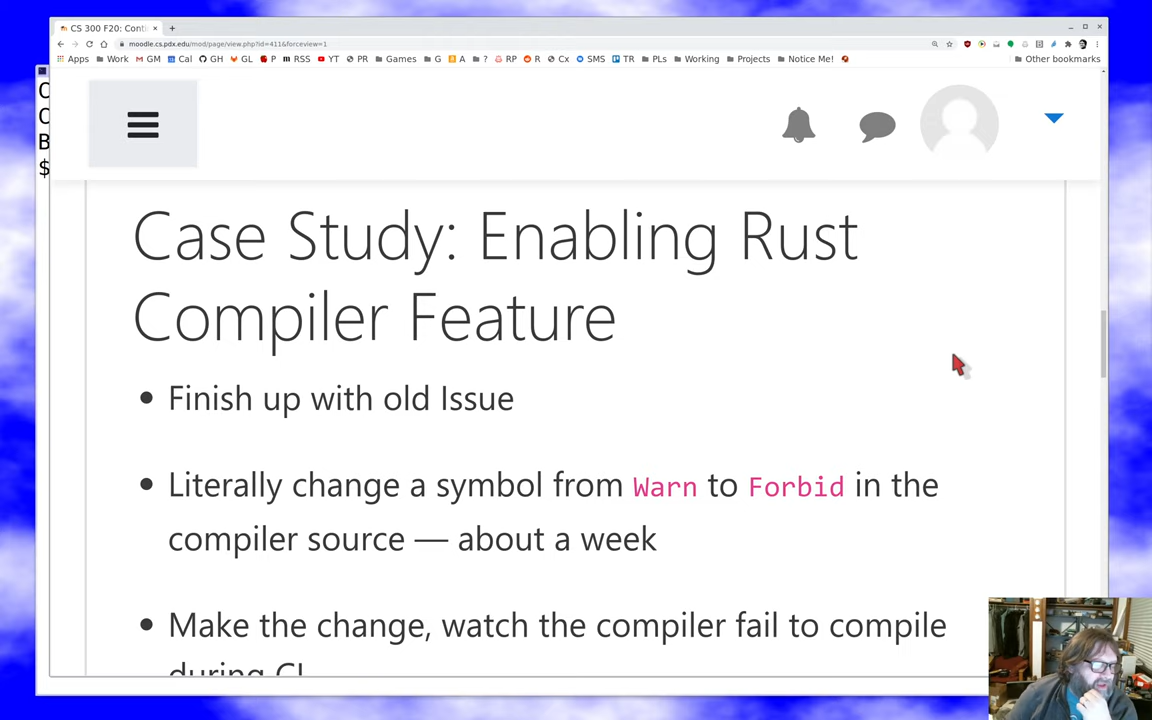 CS 300 F20: Conti
moodle.cs.pdx.edu/mod/page/view.php?id=411&forceview=1
Apps Work GM Cal GH GL P RSS YT PR Games G A ? RP R Cx SMS TR PLs Working Projects Notice Me! Other bookmarks
C
C
B
$
Case Study: Enabling Rust
Compiler Feature
• Finish up with old Issue
• Literally change a symbol from Warn to Forbid in the
compiler source — about a week
• Make the change, watch the compiler fail to compile
during CI